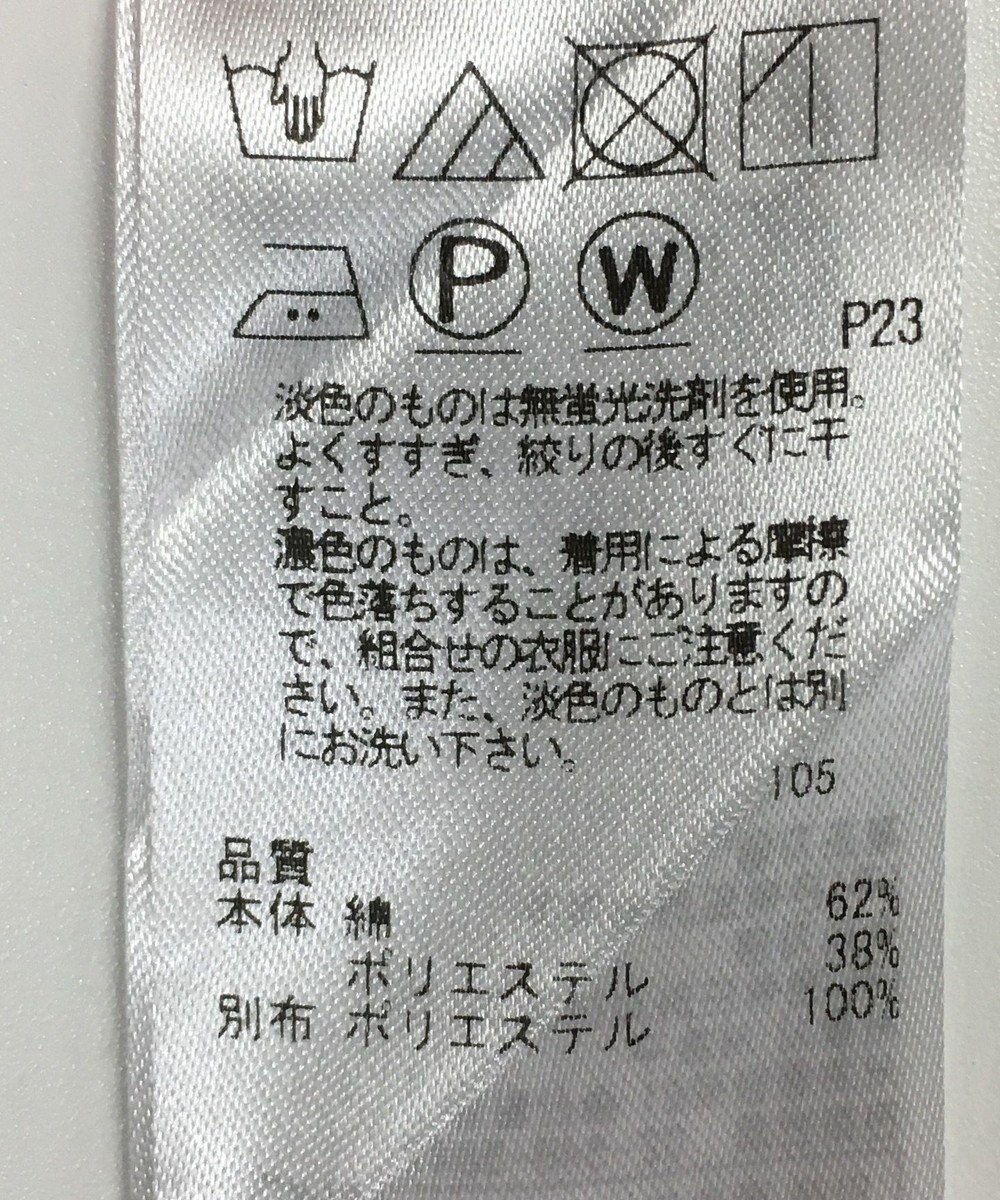 P
W
P23
淡色のものは無蛍光洗剤を使用。
よくすすぎ、絞りの後すぐに干
すこと。
濃色のものは、着用による摩擦
で色落ちすることがありますの
で、組合せの衣服にご注意くだ
さい。また、淡色のものとは別
にお洗い下さい。
105
品質
本体 綿 62%
ポリエステル 38%
別布 ポリエステル 100%